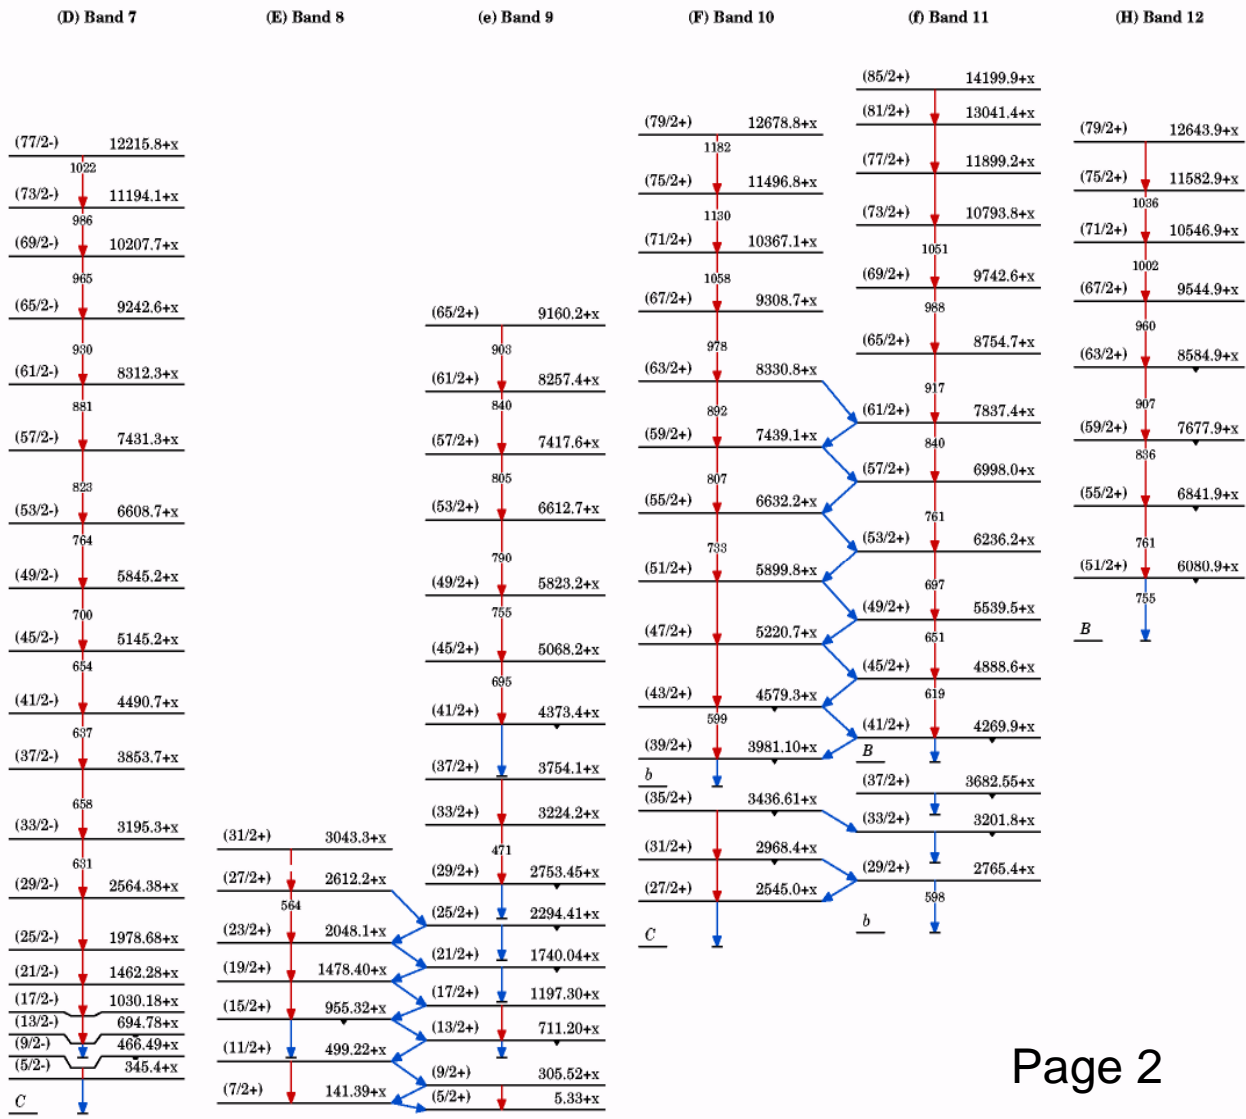 (D) Band 7
(77/2-) 12215.8+x
1022
(73/2-) 11194.1+x
986
(69/2-) 10207.7+x
965
(65/2-) 9242.6+x
930
(61/2-) 8312.3+x
881
(57/2-) 7431.3+x
823
(53/2-) 6608.7+x
764
(49/2-) 5845.2+x
700
(45/2-) 5145.2+x
654
(41/2-) 4490.7+x
637
(37/2-) 3853.7+x
658
(33/2-) 3195.3+x
631
(29/2-) 2564.38+x
(25/2-) 1978.68+x
(21/2-) 1462.28+x
(17/2-) 1030.18+x
(13/2-) 694.78+x
(9/2-) 466.49+x
(5/2-) 345.4+x
C
(E) Band 8
(31/2+) 3043.3+x
(27/2+) 2612.2+x
564
(23/2+) 2048.1+x
(19/2+) 1478.40+x
(15/2+) 955.32+x
(11/2+) 499.22+x
(7/2+) 141.39+x
(e) Band 9
(65/2+) 9160.2+x
903
(61/2+) 8257.4+x
840
(57/2+) 7417.6+x
805
(53/2+) 6612.7+x
790
(49/2+) 5823.2+x
755
(45/2+) 5068.2+x
695
(41/2+) 4373.4+x
(37/2+) 3754.1+x
(33/2+) 3224.2+x
471
(29/2+) 2753.45+x
(25/2+) 2294.41+x
(21/2+) 1740.04+x
(17/2+) 1197.30+x
(13/2+) 711.20+x
(9/2+) 305.52+x
(5/2+) 5.33+x
(F) Band 10
(79/2+) 12678.8+x
1182
(75/2+) 11496.8+x
1130
(71/2+) 10367.1+x
1058
(67/2+) 9308.7+x
978
(63/2+) 8330.8+x
892
(59/2+) 7439.1+x
807
(55/2+) 6632.2+x
733
(51/2+) 5899.8+x
(47/2+) 5220.7+x
(43/2+) 4579.3+x
599
(39/2+) 3981.10+x
b
(35/2+) 3436.61+x
(31/2+) 2968.4+x
(27/2+) 2545.0+x
C
(f) Band 11
(85/2+) 14199.9+x
(81/2+) 13041.4+x
(77/2+) 11899.2+x
(73/2+) 10793.8+x
1051
(69/2+) 9742.6+x
988
(65/2+) 8754.7+x
917
(61/2+) 7837.4+x
840
(57/2+) 6998.0+x
761
(53/2+) 6236.2+x
697
(49/2+) 5539.5+x
651
(45/2+) 4888.6+x
619
(41/2+) 4269.9+x
B
(37/2+) 3682.55+x
(33/2+) 3201.8+x
(29/2+) 2765.4+x
598
b
(H) Band 12
(79/2+) 12643.9+x
(75/2+) 11582.9+x
1036
(71/2+) 10546.9+x
1002
(67/2+) 9544.9+x
960
(63/2+) 8584.9+x
907
(59/2+) 7677.9+x
836
(55/2+) 6841.9+x
761
(51/2+) 6080.9+x
755
B
Page 2